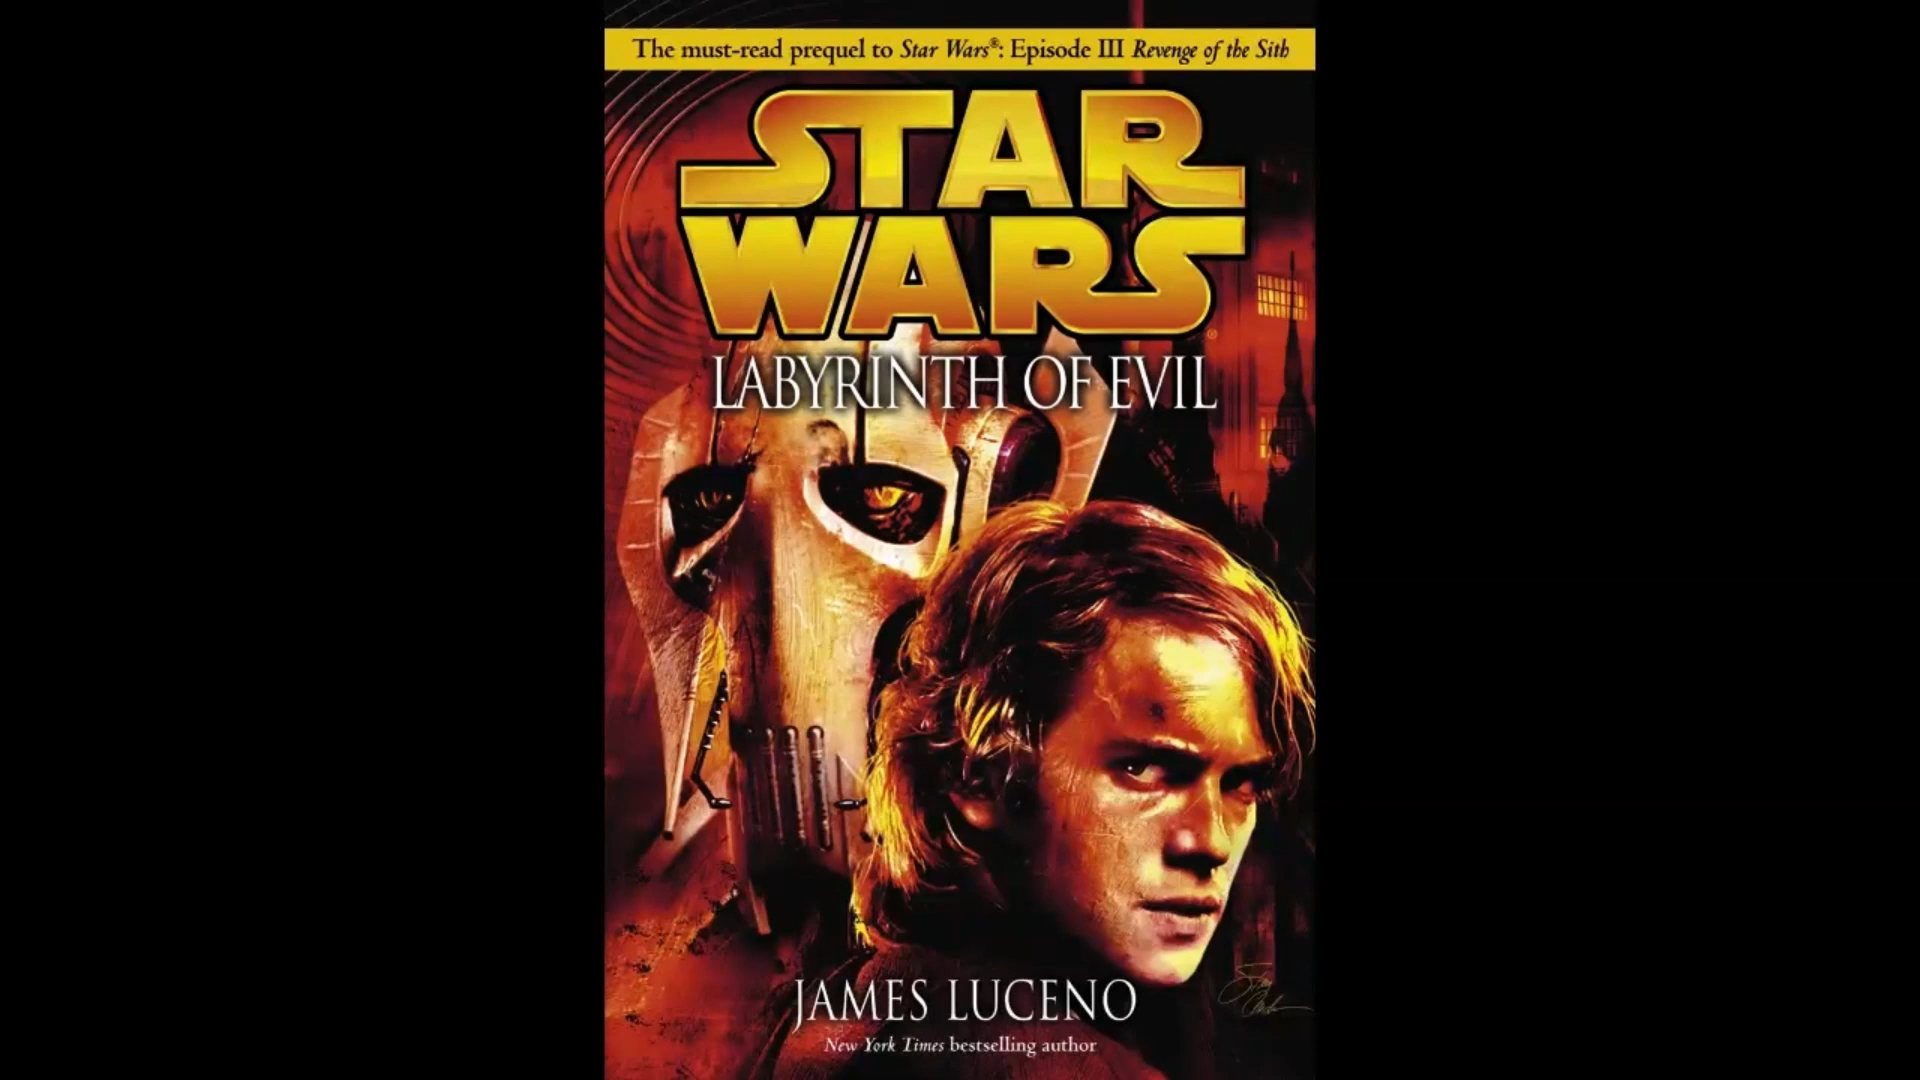 The must-read prequel to Star Wars®: Episode III Revenge of the Sith
STAR
WARS®
LABYRINTH OF EVIL
JAMES LUCENO
New York Times bestselling author